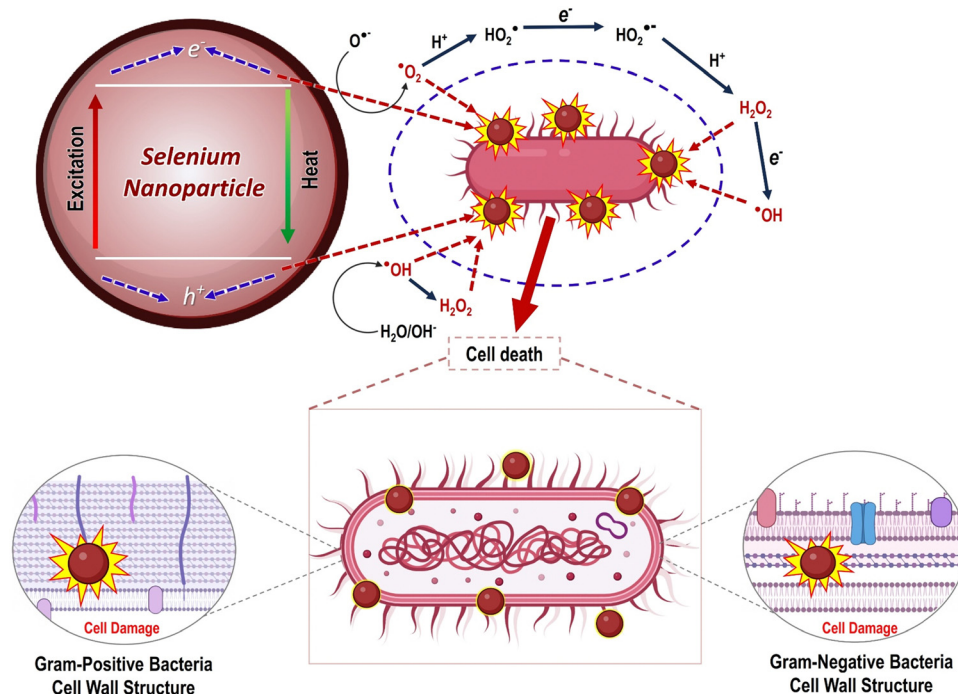 e⁻
Excitation
Selenium
Nanoparticle
Heat
h⁺
O•⁻
•O₂
H⁺
HO₂•
e⁻
HO₂•⁻
H⁺
H₂O₂
e⁻
•OH
•OH
H₂O₂
H₂O/OH⁻
Cell death
Cell Damage
Gram-Positive Bacteria
Cell Wall Structure
Cell Damage
Gram-Negative Bacteria
Cell Wall Structure